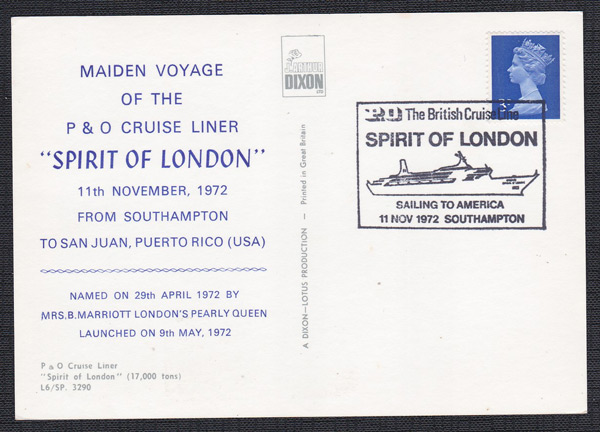 MAIDEN VOYAGE
OF THE
P & O CRUISE LINER
"SPIRIT OF LONDON"
11th NOVEMBER, 1972
FROM SOUTHAMPTON
TO SAN JUAN, PUERTO RICO (USA)
NAMED ON 29th APRIL 1972 BY
MRS.B.MARRIOTT LONDON'S PEARLY QUEEN
LAUNCHED ON 9th MAY, 1972
P & O Cruise Liner
"Spirit of London" (17,000 tons)
L6/SP. 3290
J. ARTHUR
DIXON
LTD
A DIXON—LOTUS PRODUCTION — Printed in Great Britain
P&O The British Cruise Line
SPIRIT OF LONDON
SAILING TO AMERICA
11 NOV 1972 SOUTHAMPTON